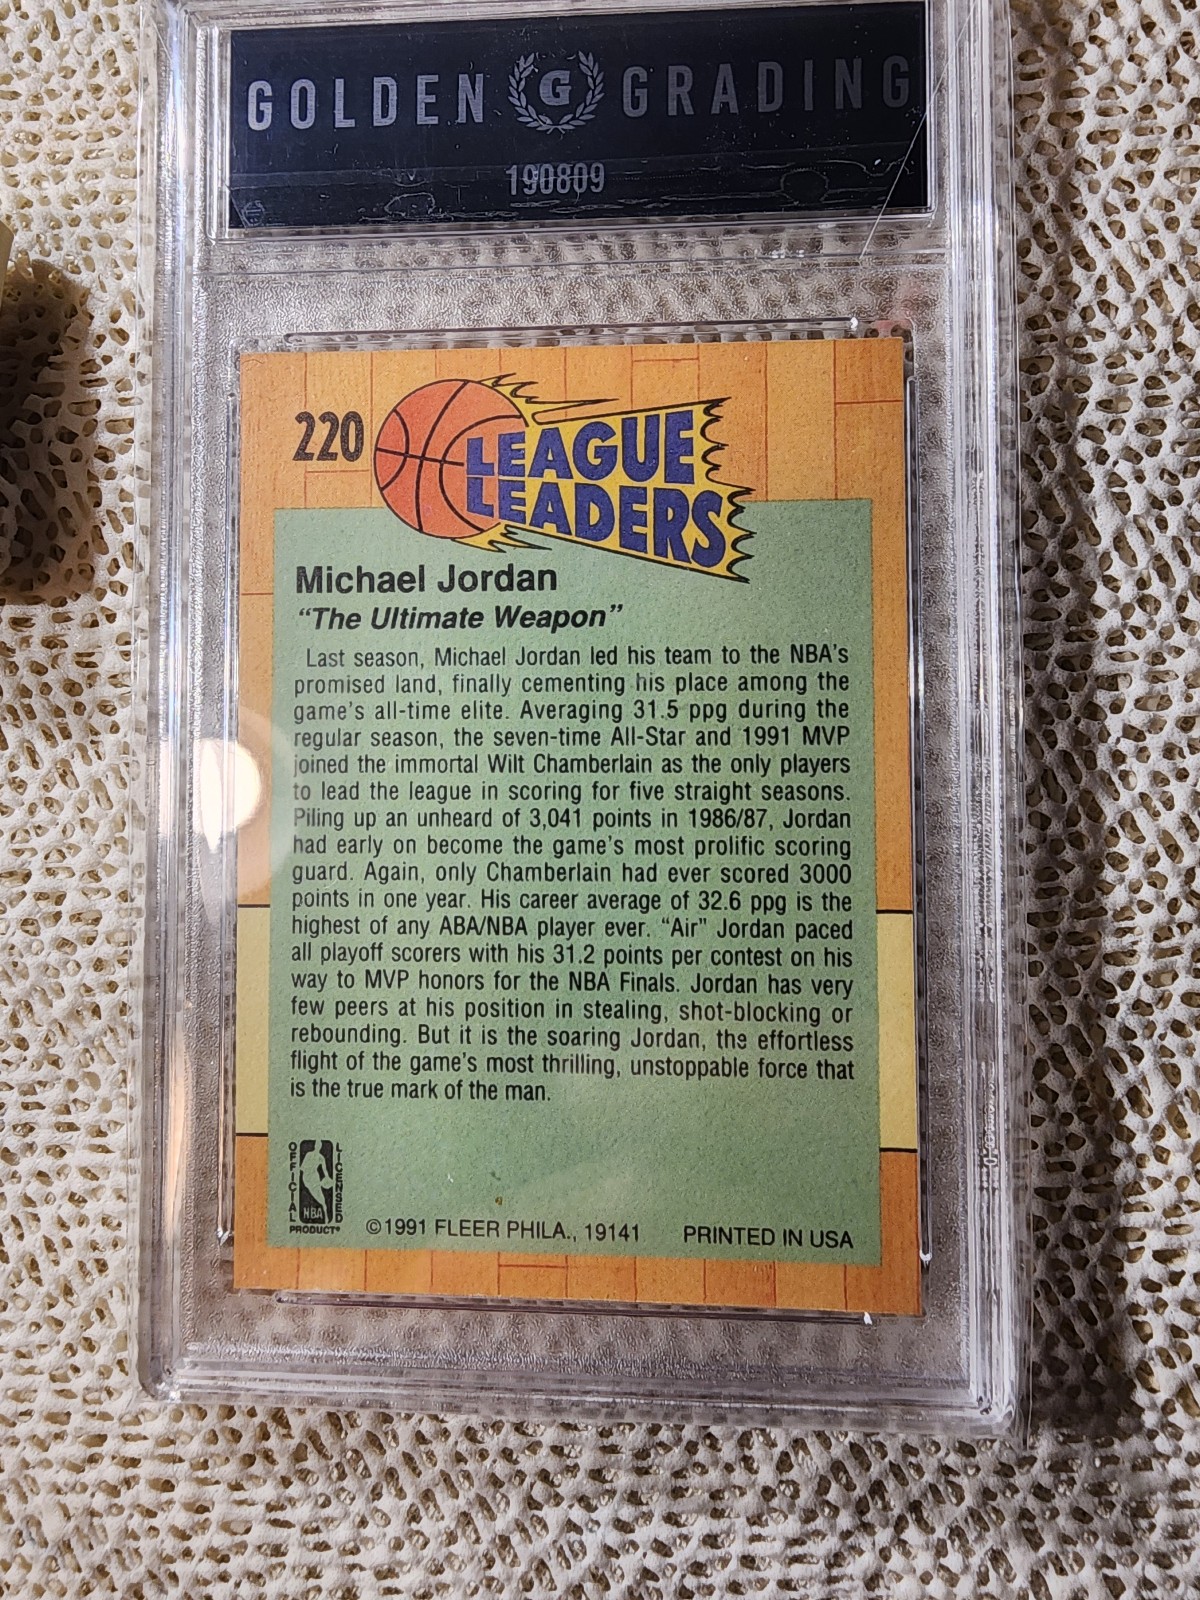 GOLDEN G GRADING
190809
220
LEAGUE
LEADERS
Michael Jordan
“The Ultimate Weapon”
Last season, Michael Jordan led his team to the NBA’s
promised land, finally cementing his place among the
game’s all-time elite. Averaging 31.5 ppg during the
regular season, the seven-time All-Star and 1991 MVP
joined the immortal Wilt Chamberlain as the only players
to lead the league in scoring for five straight seasons.
Piling up an unheard of 3,041 points in 1986/87, Jordan
had early on become the game’s most prolific scoring
guard. Again, only Chamberlain had ever scored 3000
points in one year. His career average of 32.6 ppg is the
highest of any ABA/NBA player ever. “Air” Jordan paced
all playoff scorers with his 31.2 points per contest on his
way to MVP honors for the NBA Finals. Jordan has very
few peers at his position in stealing, shot-blocking or
rebounding. But it is the soaring Jordan, the effortless
flight of the game’s most thrilling, unstoppable force that
is the true mark of the man.
OFFICIAL
NBA
LICENSED
PRODUCT®
©1991 FLEER PHILA., 19141 PRINTED IN USA